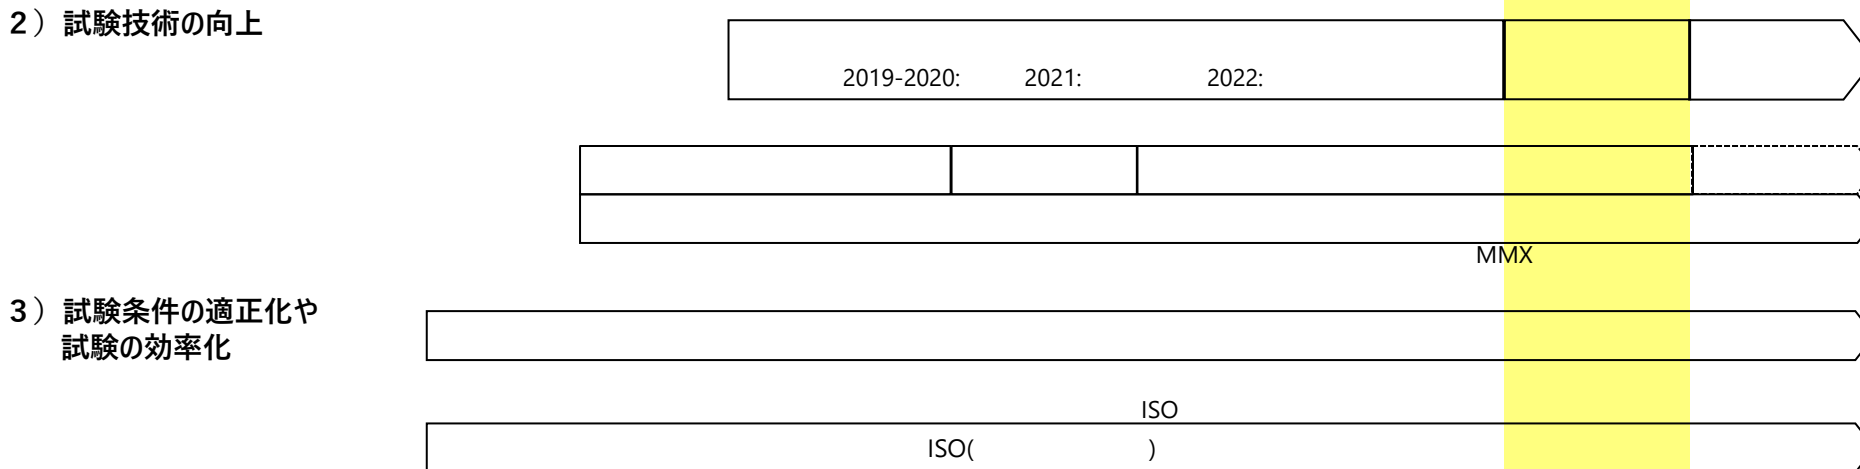 ２）試験技術の向上
2019-2020: 2021: 2022:
MMX
３）試験条件の適正化や
試験の効率化
ISO
ISO( )